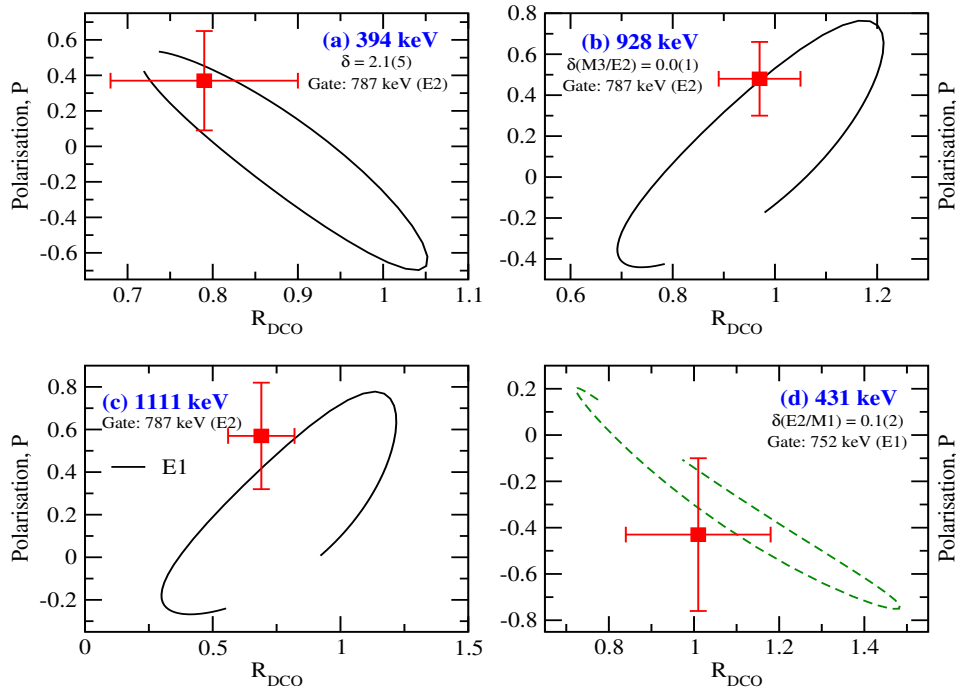 (a) 394 keV
δ = 2.1(5)
Gate: 787 keV (E2)
Polarisation, P
0.6
0.4
0.2
0
-0.2
-0.4
-0.6
0.7
0.8
0.9
1
1.1
R_DCO
(b) 928 keV
δ(M3/E2) = 0.0(1)
Gate: 787 keV (E2)
Polarisation, P
0.8
0.6
0.4
0.2
0
-0.2
-0.4
0.6
0.8
1
1.2
R_DCO
(c) 1111 keV
Gate: 787 keV (E2)
E1
Polarisation, P
0.8
0.6
0.4
0.2
0
-0.2
0
0.5
1
1.5
R_DCO
(d) 431 keV
δ(E2/M1) = 0.1(2)
Gate: 752 keV (E1)
Polarisation, P
0.2
0
-0.2
-0.4
-0.6
-0.8
0.8
1
1.2
1.4
R_DCO